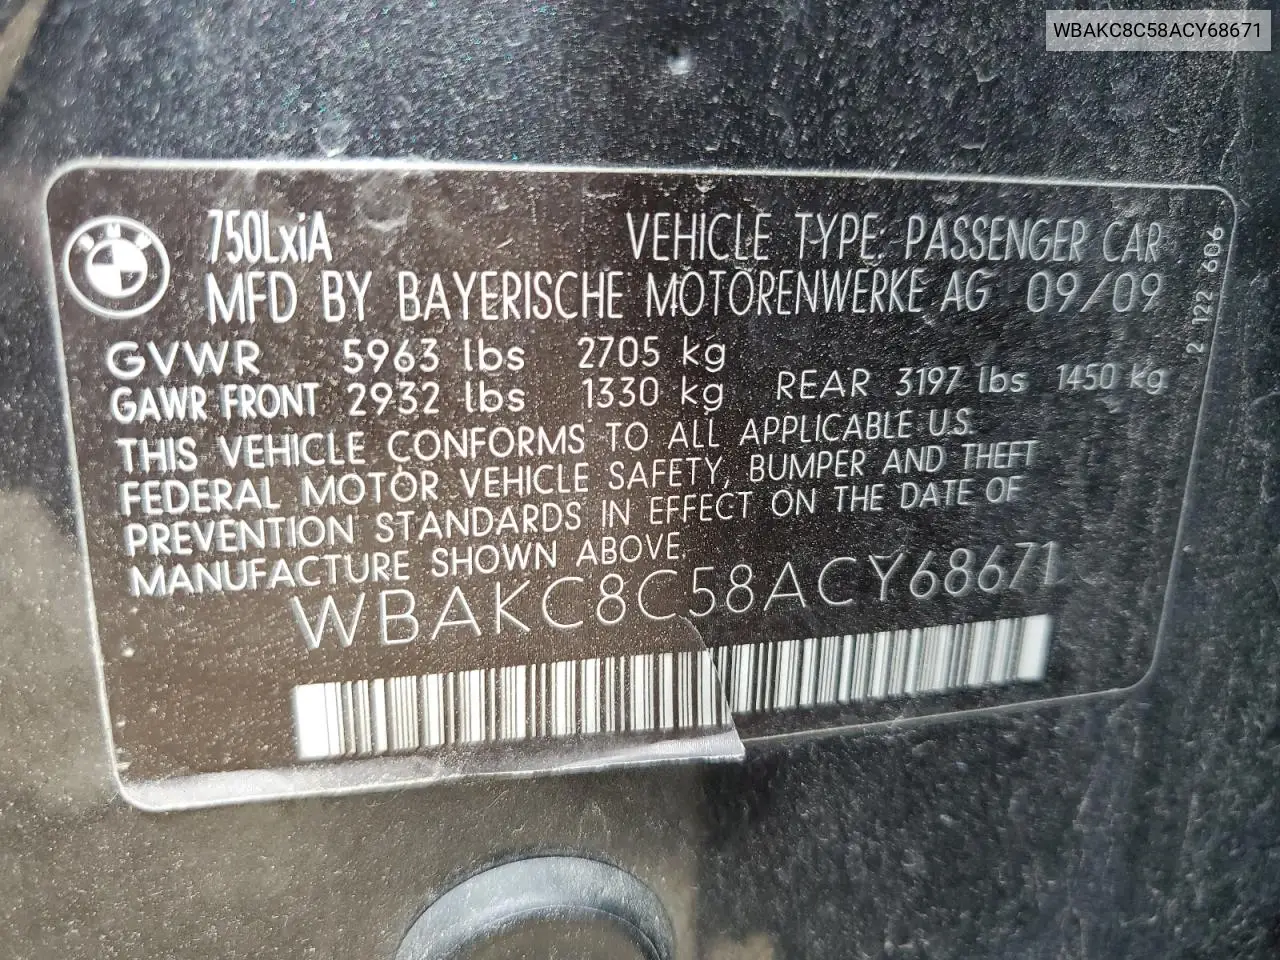 WBAKC8C58ACY68671
BMW
750LxiA VEHICLE TYPE: PASSENGER CAR
MFD BY BAYERISCHE MOTORENWERKE AG 09/09
GVWR 5963 lbs 2705 kg
GAWR FRONT 2932 lbs 1330 kg REAR 3197 lbs 1450 kg
THIS VEHICLE CONFORMS TO ALL APPLICABLE U.S.
FEDERAL MOTOR VEHICLE SAFETY, BUMPER AND THEFT
PREVENTION STANDARDS IN EFFECT ON THE DATE OF
MANUFACTURE SHOWN ABOVE.
WBAKC8C58ACY68671
2 122 606